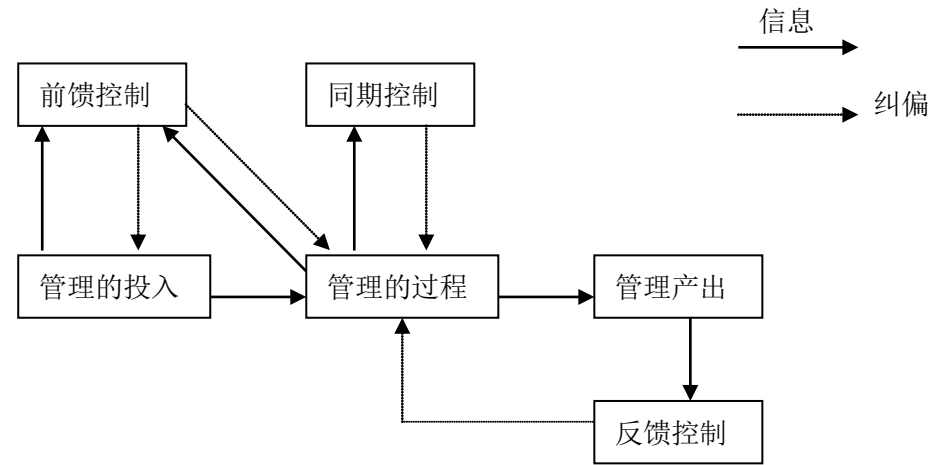 信息
前馈控制
同期控制
纠偏
管理的投入
管理的过程
管理产出
反馈控制